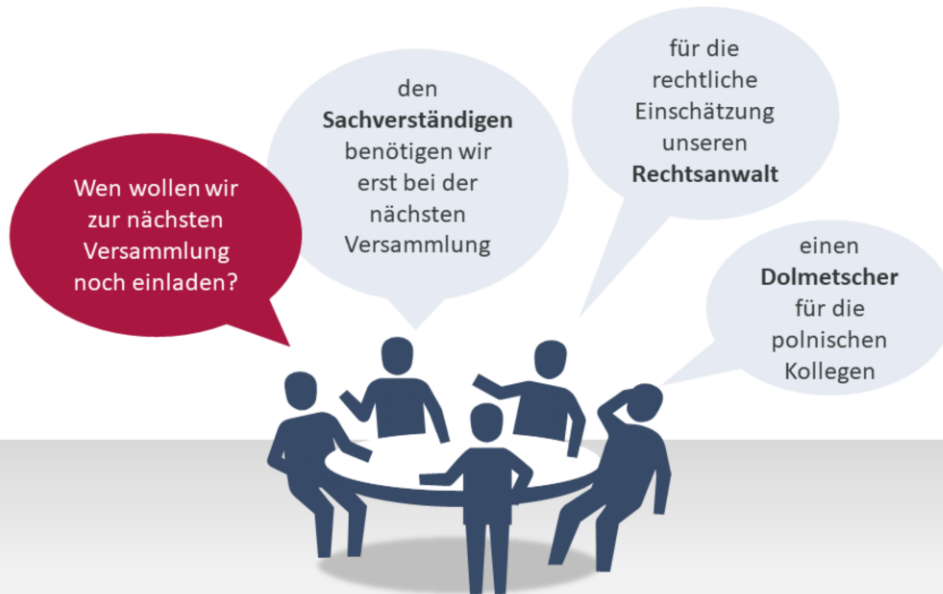 Wen wollen wir
zur nächsten
Versammlung
noch einladen?
den
Sachverständigen
benötigen wir
erst bei der
nächsten
Versammlung
für die
rechtliche
Einschätzung
unseren
Rechtsanwalt
einen
Dolmetscher
für die
polnischen
Kollegen